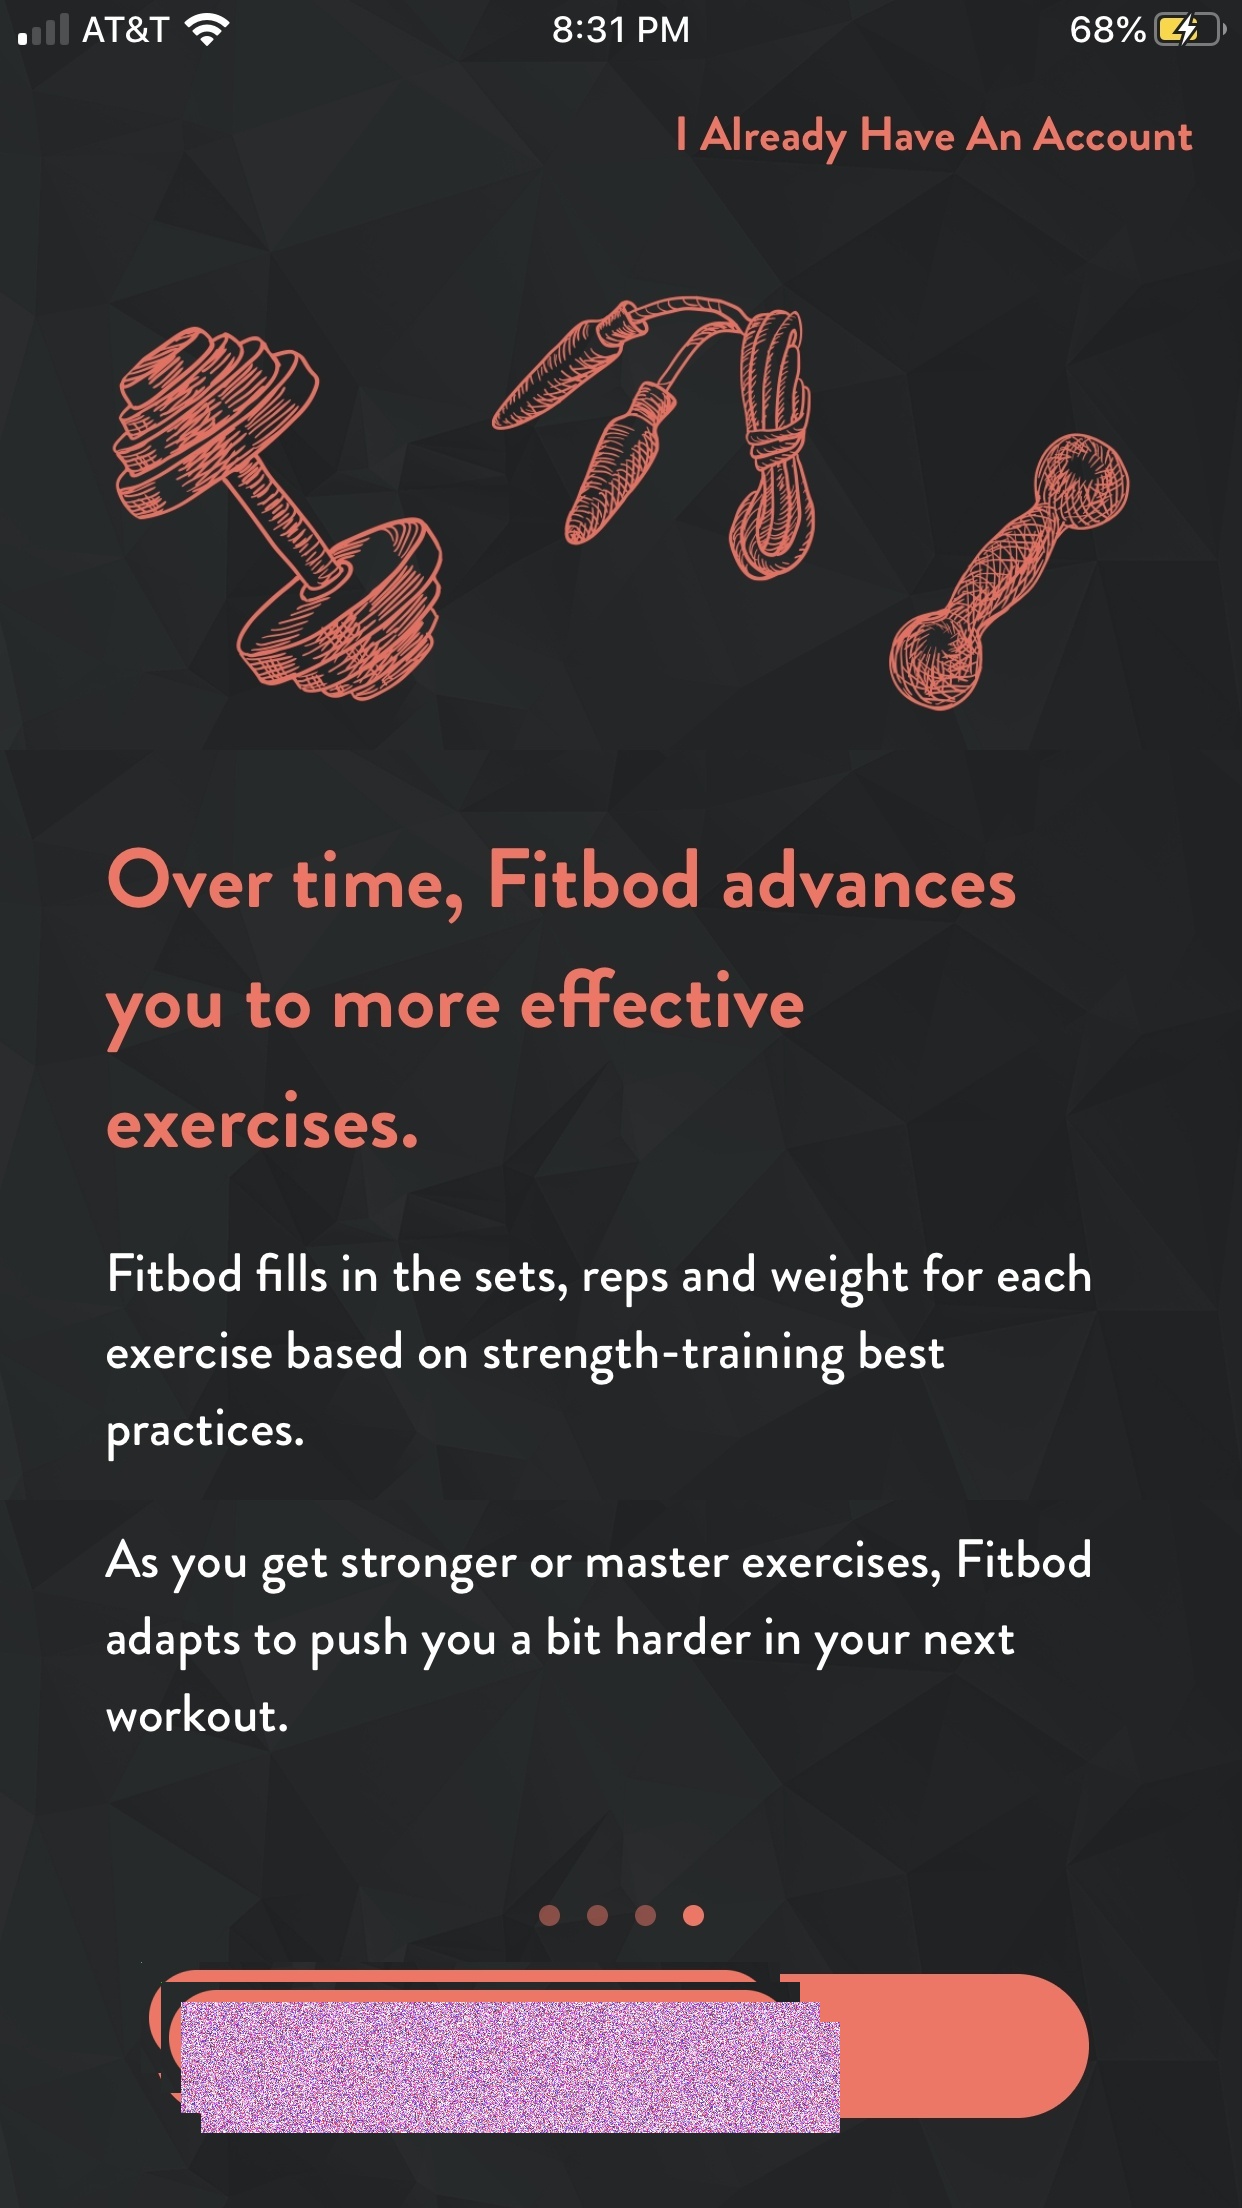 AT&T 8:31 PM 68%
I Already Have An Account
Over time, Fitbod advances
you to more effective
exercises.
Fitbod fills in the sets, reps and weight for each
exercise based on strength-training best
practices.
As you get stronger or master exercises, Fitbod
adapts to push you a bit harder in your next
workout.